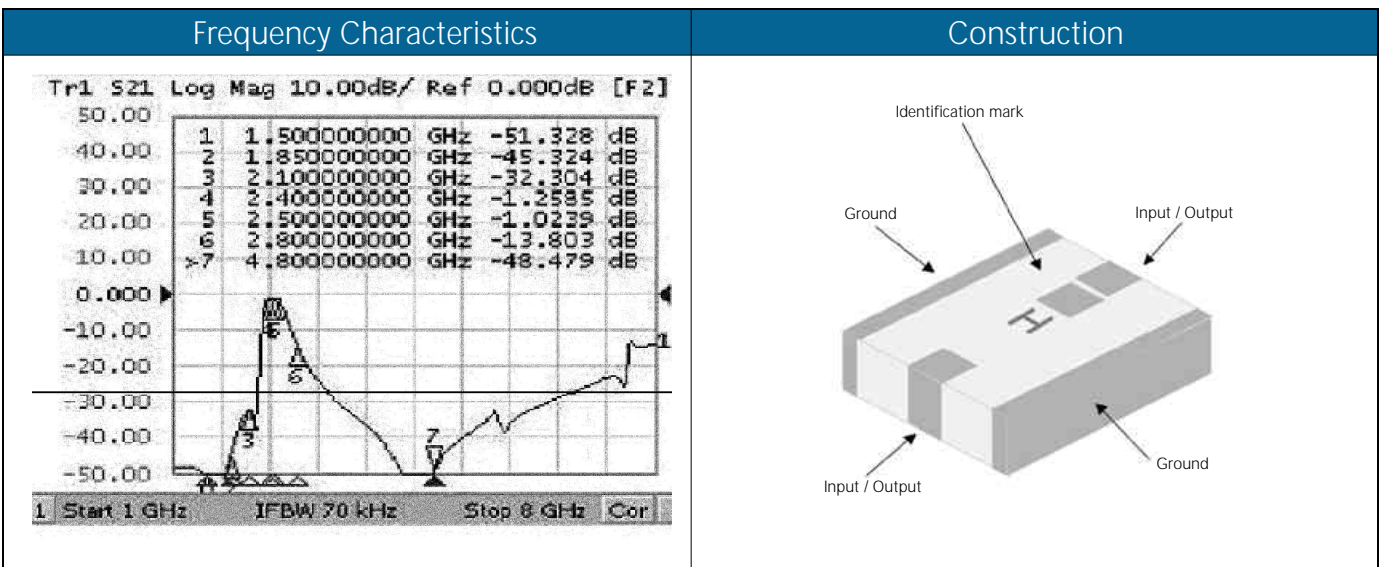 Frequency Characteristics
Construction
Tr1 S21 Log Mag 10.00dB/ Ref 0.000dB [F2]
50.00
40.00
30.00
20.00
10.00
0.000
-10.00
-20.00
-30.00
-40.00
-50.00
1 1.500000000 GHz -51.328 dB
2 1.850000000 GHz -45.324 dB
3 2.100000000 GHz -32.304 dB
4 2.400000000 GHz -1.2585 dB
5 2.500000000 GHz -1.0239 dB
6 2.800000000 GHz -13.803 dB
>7 4.800000000 GHz -48.479 dB
6
3
7
1
1 Start 1 GHz IFBW 70 kHz Stop 8 GHz Cor
Identification mark
Ground
Input / Output
H
Ground
Input / Output